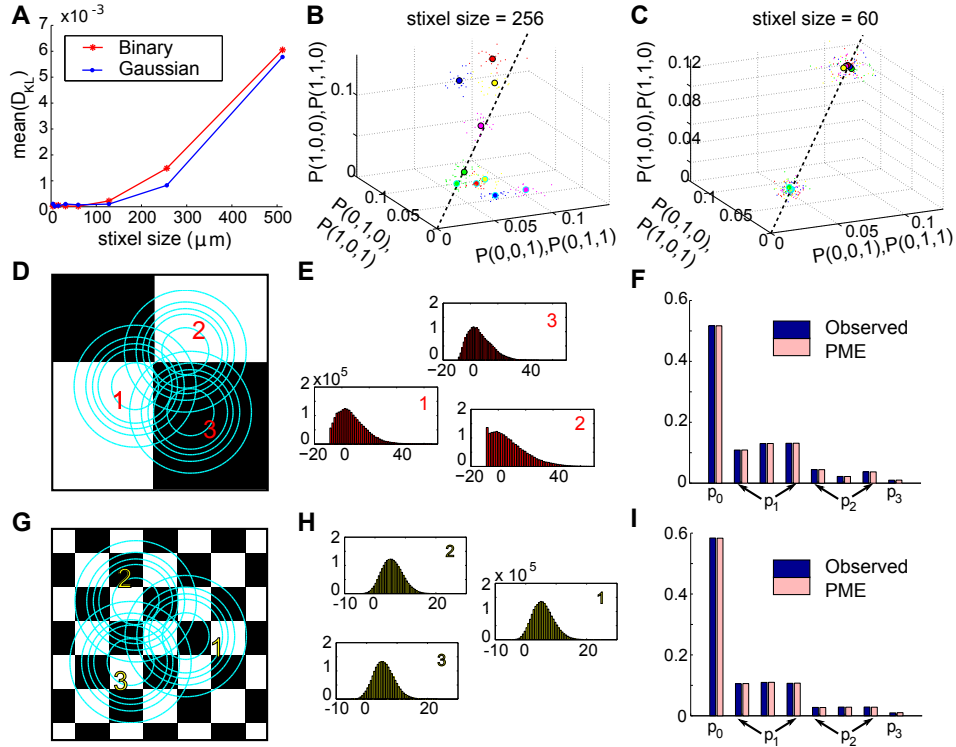 A
×10⁻³
7
6
5
4
3
2
1
0
mean(D_KL)
Binary
Gaussian
0 100 200 300 400 500
stixel size (μm)
B
stixel size = 256
P(1,0,0),P(1,1,0)
0.1
0
0.1
0.05
0
P(0,1,0),
P(1,0,1)
0 0.05 0.1
P(0,0,1),P(0,1,1)
C
stixel size = 60
P(1,0,0),P(1,1,0)
0.12
0.08
0.04
0
0.1
0.05
0
P(0,1,0),
P(1,0,1)
0 0.05 0.1
P(0,0,1),P(0,1,1)
D
2
1
3
E
2
1
0
0 40
3
2 ×10⁵
1
0
-20 0 40
1
2
1
0
-20 0 40
2
F
0.6
0.4
0.2
0
Observed
PME
p₀ p₁ p₂ p₃
G
2
1
3
H
2
1
0
-10 0 20
2
2 × 10⁵
1
0
0 20
1
2
1
0
-10 0 20
3
I
0.6
0.4
0.2
0
Observed
PME
p₀ p₁ p₂ p₃